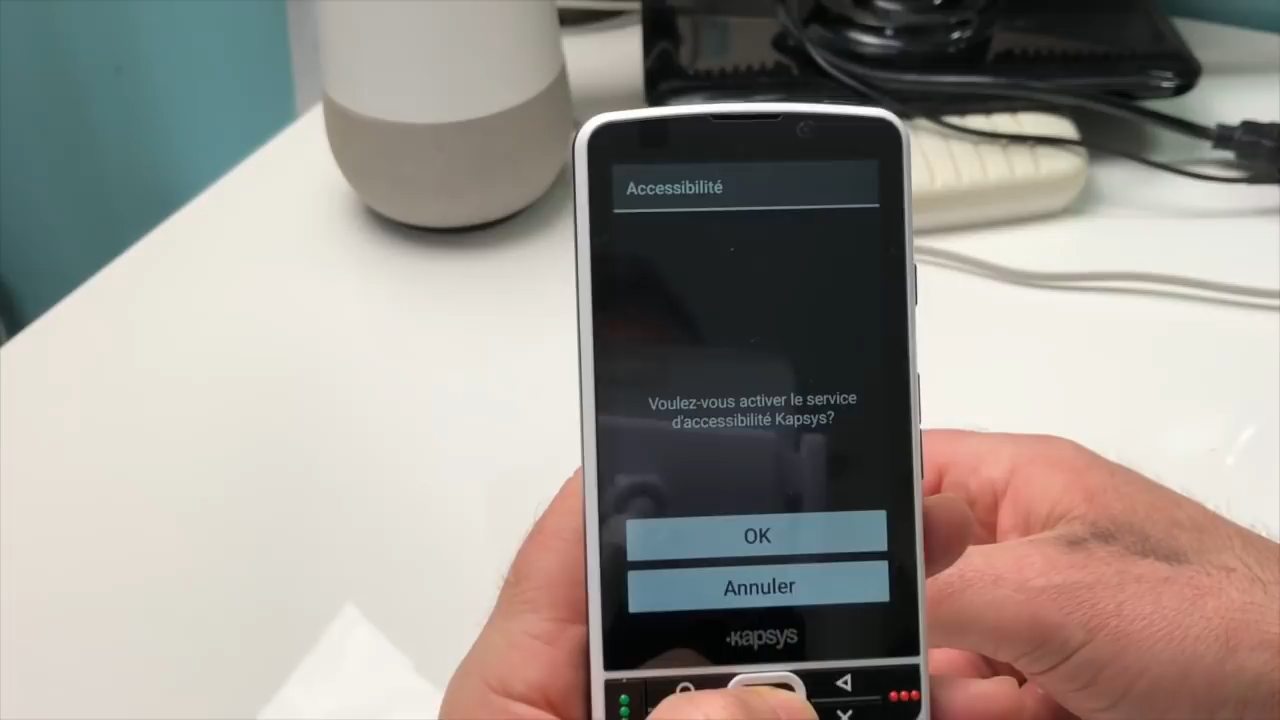 Accessibilité
Voulez-vous activer le service
d'accessibilité Kapsys?
OK
Annuler
kapsys